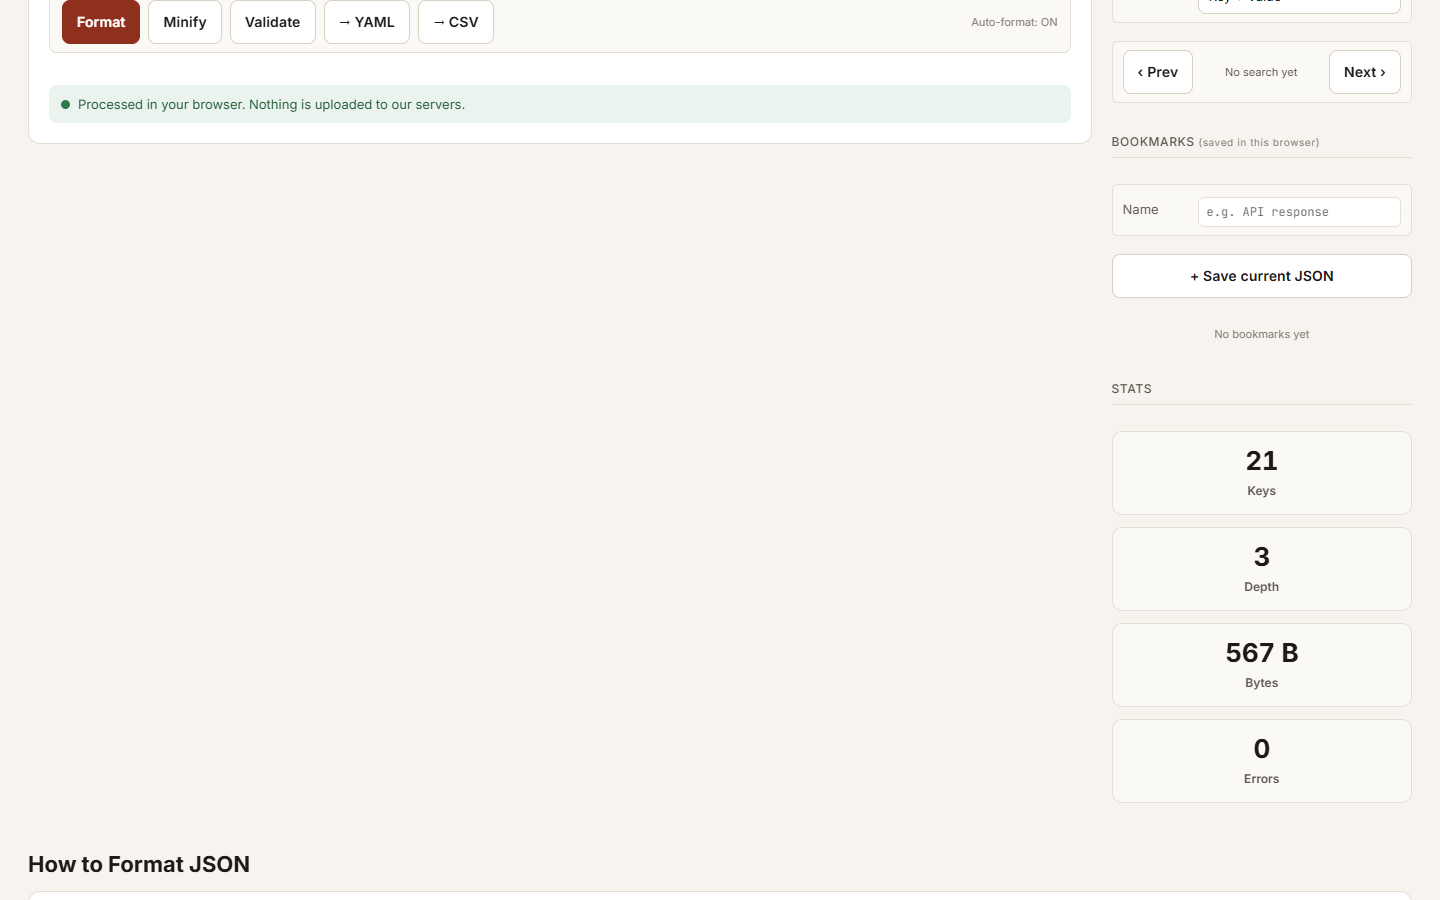 Format Minify Validate → YAML → CSV Auto-format: ON
Processed in your browser. Nothing is uploaded to our servers.
‹ Prev No search yet Next ›
BOOKMARKS (saved in this browser)
Name e.g. API response
+ Save current JSON
No bookmarks yet
STATS
21
Keys
3
Depth
567 B
Bytes
0
Errors
How to Format JSON